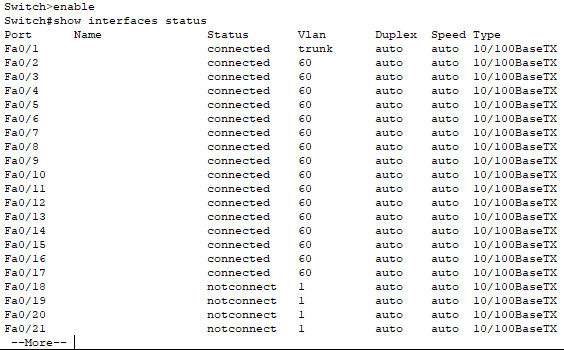 Switch>enable
Switch#show interfaces status
Port Name Status Vlan Duplex Speed Type
Fa0/1 connected trunk auto auto 10/100BaseTX
Fa0/2 connected 60 auto auto 10/100BaseTX
Fa0/3 connected 60 auto auto 10/100BaseTX
Fa0/4 connected 60 auto auto 10/100BaseTX
Fa0/5 connected 60 auto auto 10/100BaseTX
Fa0/6 connected 60 auto auto 10/100BaseTX
Fa0/7 connected 60 auto auto 10/100BaseTX
Fa0/8 connected 60 auto auto 10/100BaseTX
Fa0/9 connected 60 auto auto 10/100BaseTX
Fa0/10 connected 60 auto auto 10/100BaseTX
Fa0/11 connected 60 auto auto 10/100BaseTX
Fa0/12 connected 60 auto auto 10/100BaseTX
Fa0/13 connected 60 auto auto 10/100BaseTX
Fa0/14 connected 60 auto auto 10/100BaseTX
Fa0/15 connected 60 auto auto 10/100BaseTX
Fa0/16 connected 60 auto auto 10/100BaseTX
Fa0/17 connected 60 auto auto 10/100BaseTX
Fa0/18 notconnect 1 auto auto 10/100BaseTX
Fa0/19 notconnect 1 auto auto 10/100BaseTX
Fa0/20 notconnect 1 auto auto 10/100BaseTX
Fa0/21 notconnect 1 auto auto 10/100BaseTX
--More--